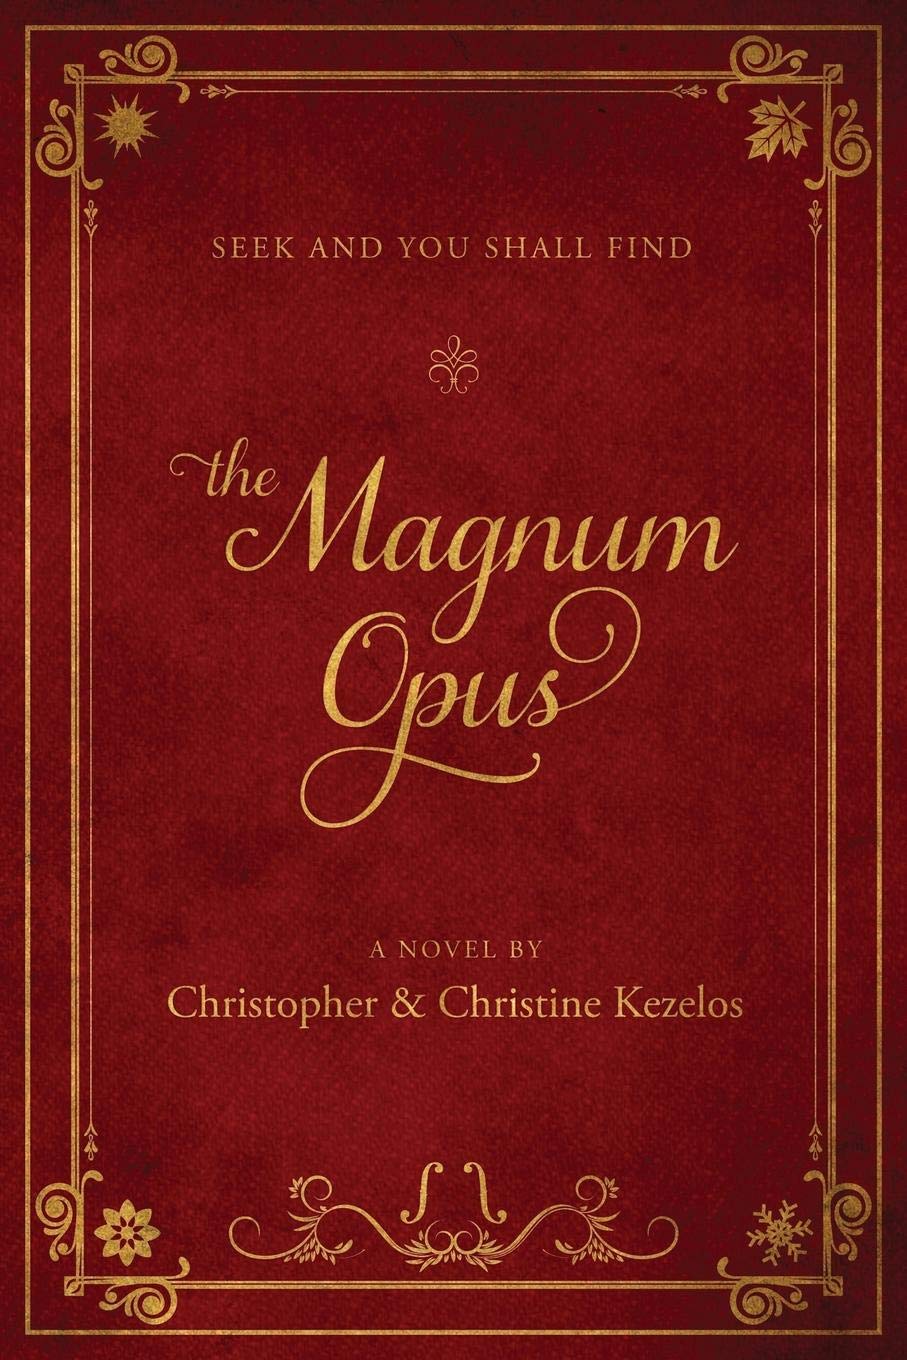 SEEK AND YOU SHALL FIND
the Magnum
Opus
A NOVEL BY
Christopher & Christine Kezelos